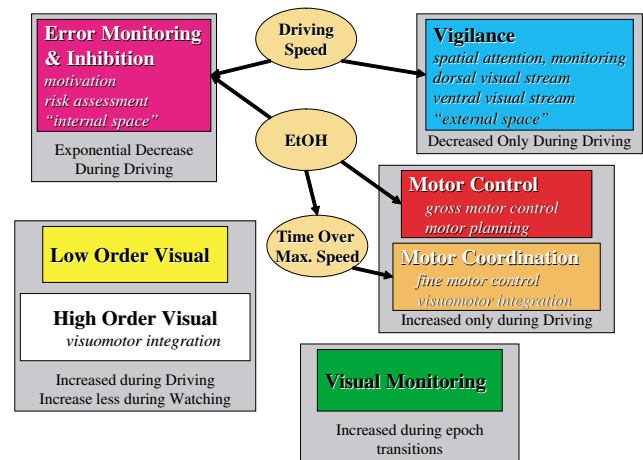 Error Monitoring
& Inhibition
motivation
risk assessment
“internal space”
Exponential Decrease
During Driving
Driving
Speed
Vigilance
spatial attention, monitoring
dorsal visual stream
ventral visual stream
“external space”
Decreased Only During Driving
EtOH
Motor Control
gross motor control
motor planning
Time Over
Max. Speed
Motor Coordination
fine motor control
visuomotor integration
Increased only during Driving
Low Order Visual
High Order Visual
visuomotor integration
Increased during Driving
Increase less during Watching
Visual Monitoring
Increased during epoch
transitions